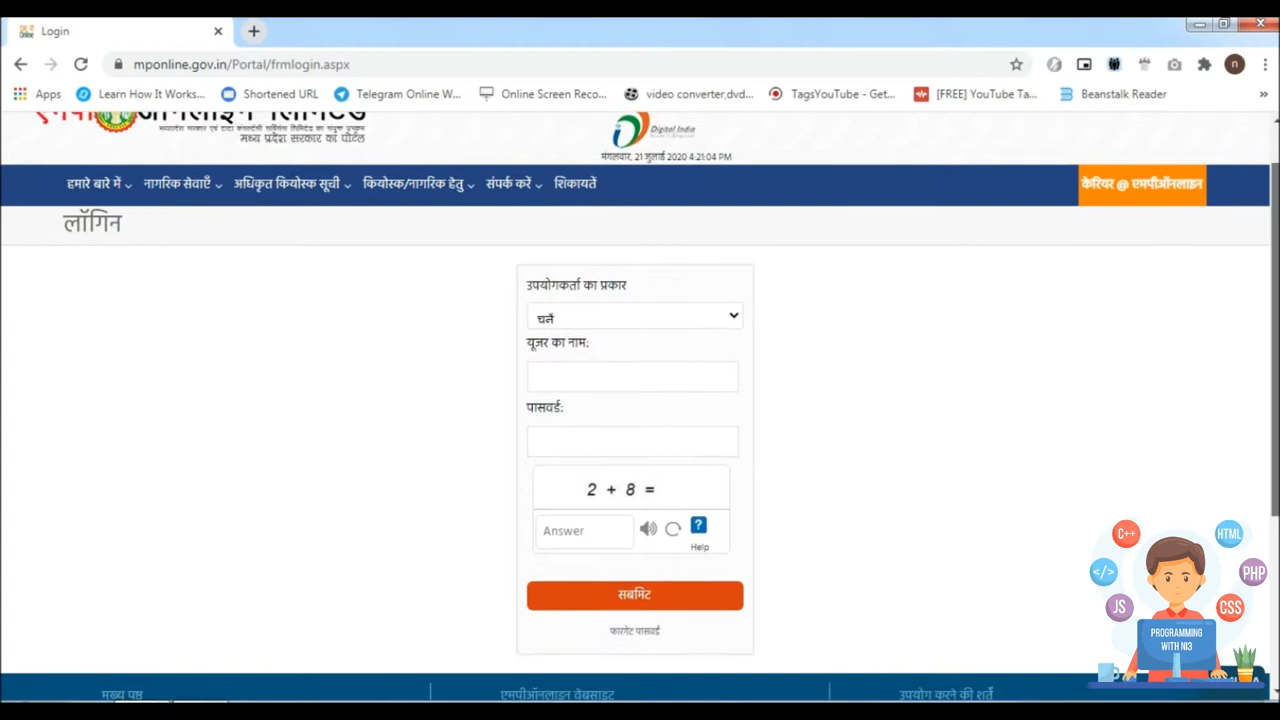 Login
mponline.gov.in/Portal/frmlogin.aspx
n
Apps Learn How It Works... Shortened URL Telegram Online W... Online Screen Reco... video converter,dvd... TagsYouTube - Get... [FREE] YouTube Ta... Beanstalk Reader »
ऑनलाइन लिमिटेड
मध्य प्रदेश सरकार का पोर्टल
Digital India
मंगलवार, 21 जुलाई 2020 4:21:04 PM
हमारे बारे में नागरिक सेवाएँ अधिकृत कियोस्क सूची कियोस्क/नागरिक हेतु संपर्क करें शिकायतें केरियर @ एमपीऑनलाइन
लॉगिन
उपयोगकर्ता का प्रकार
चुनें
यूजर का नाम:
पासवर्ड:
2 + 8 =
Answer
?
Help
सबमिट
फारगेट पासवर्ड
मुख्य पृष्ठ एमपीऑनलाइन वेबसाइट उपयोग करने की शर्तें
C++
HTML
</>
PHP
JS
CSS
PROGRAMMING
WITH NI3